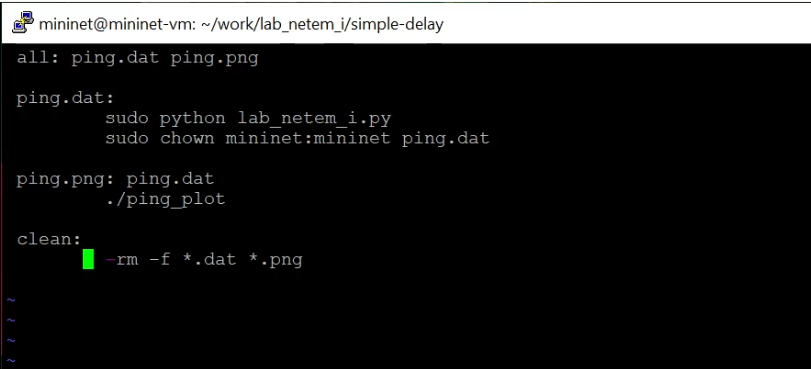 mininet@mininet-vm: ~/work/lab_netem_i/simple-delay
all: ping.dat ping.png
ping.dat:
        sudo python lab_netem_i.py
        sudo chown mininet:mininet ping.dat
ping.png: ping.dat
        ./ping_plot
clean:
        -rm -f *.dat *.png
~
~
~
~